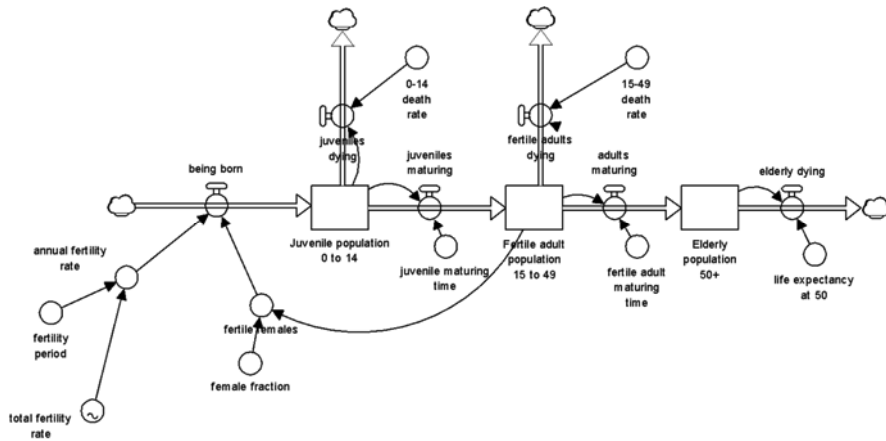 0-14
death
rate
15-49
death
rate
juveniles
dying
fertile adults
dying
being born
juveniles
maturing
adults
maturing
elderly dying
annual fertility
rate
Juvenile population
0 to 14
juvenile maturing
time
Fertile adult
population
15 to 49
fertile adult
maturing time
Elderly
population
50+
life expectancy
at 50
fertility
period
fertile females
female fraction
total fertility
rate